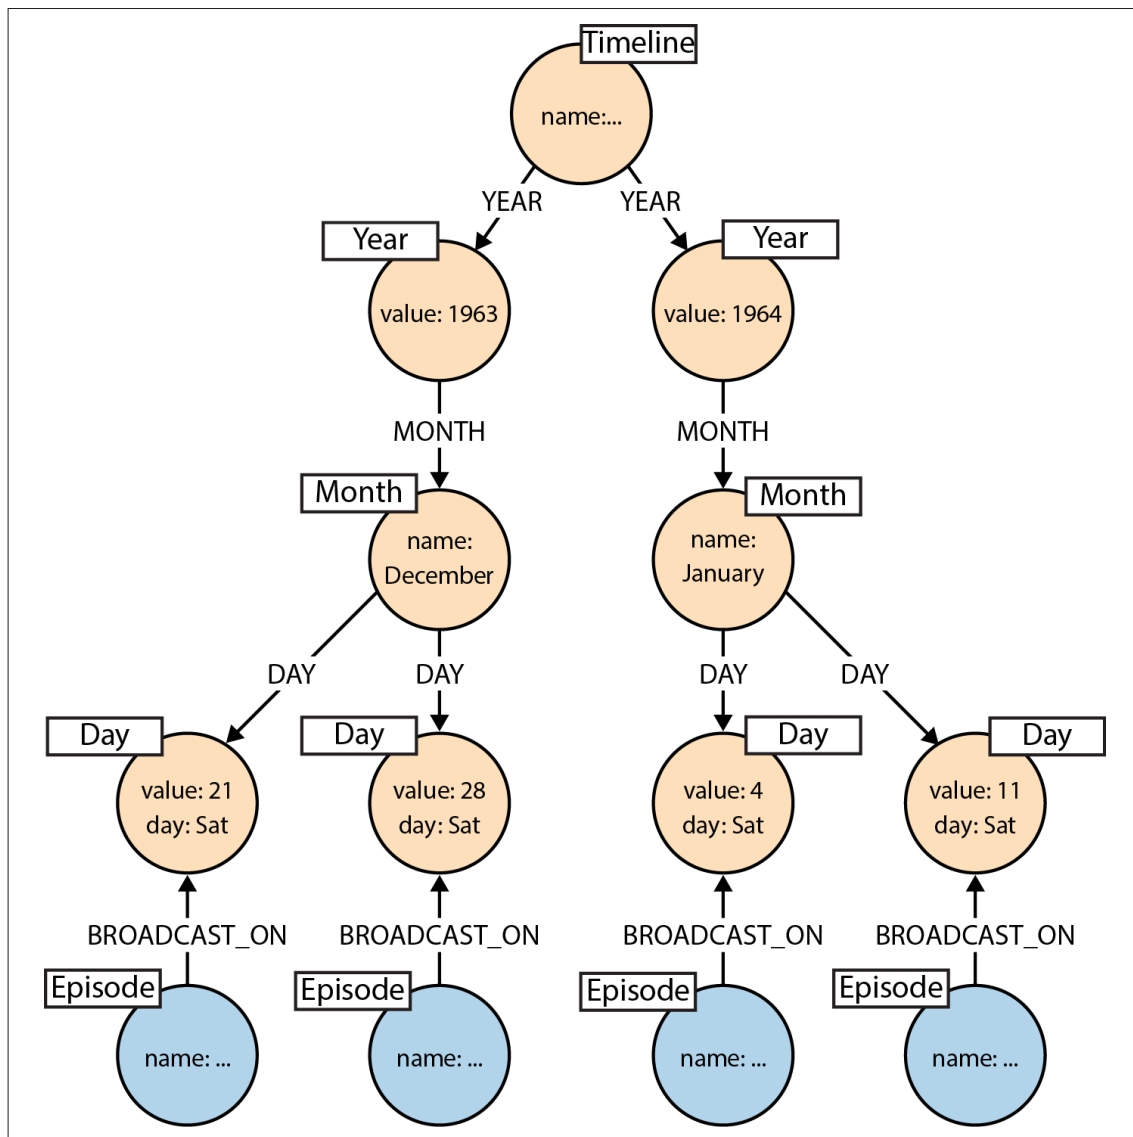 Timeline
name:...
YEAR YEAR
Year Year
value: 1963 value: 1964
MONTH MONTH
Month Month
name:
December
name:
January
DAY DAY DAY DAY
Day Day Day Day
value: 21
day: Sat
value: 28
day: Sat
value: 4
day: Sat
value: 11
day: Sat
BROADCAST_ON BROADCAST_ON BROADCAST_ON BROADCAST_ON
Episode Episode Episode Episode
name: ... name: ... name: ... name: ...